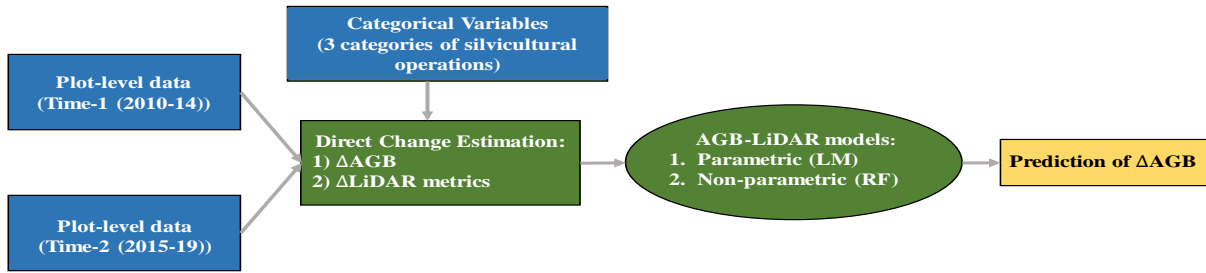 Categorical Variables
(3 categories of silvicultural
operations)
Plot-level data
(Time-1 (2010-14))
Direct Change Estimation:
1) ΔAGB
2) ΔLiDAR metrics
AGB-LiDAR models:
1. Parametric (LM)
2. Non-parametric (RF)
Prediction of ΔAGB
Plot-level data
(Time-2 (2015-19))